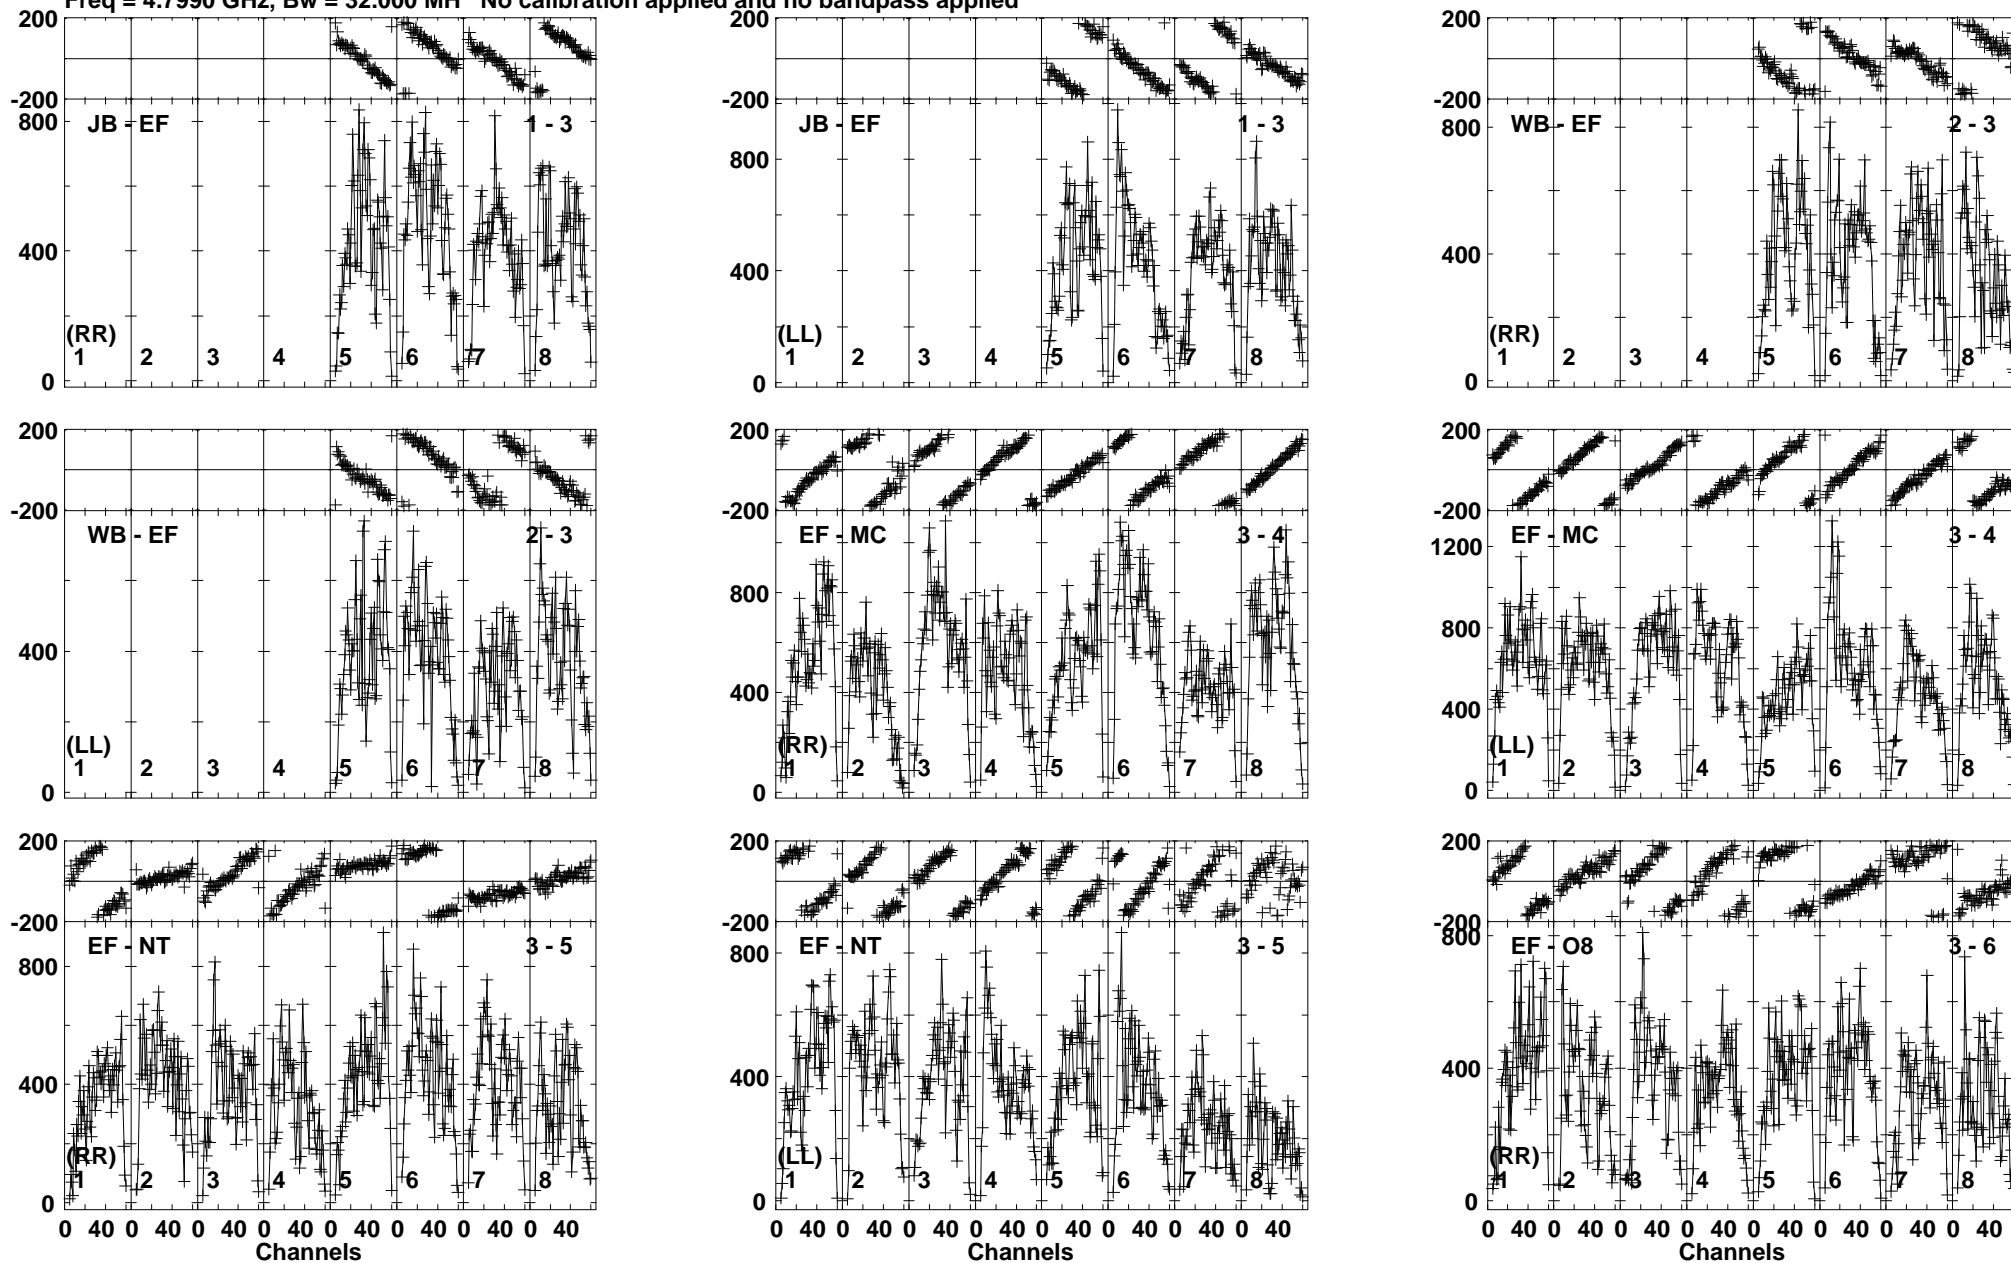 Freq = 4.7990 GHz, Bw = 32.000 MH No calibration applied and no bandpass applied
200 200 200
-200 -200 -200
800 JB - EF 1 - 3 JB - EF 1 - 3 800 WB - EF 2 - 3
800
400 400 400
(RR) (LL) (RR)
1 2 3 4 5 6 7 8 1 2 3 4 5 6 7 8 1 2 3 4 5 6 7 8
0 0 0
200 200 200
-200 -200 -200
WB - EF 2 - 3 EF - MC 3 - 4 EF - MC 3 - 4
1200
800 800
400 400 400
(LL) (RR) (LL)
1 2 3 4 5 6 7 8 1 2 3 4 5 6 7 8 1 2 3 4 5 6 7 8
0 0 0
200 200 200
-200 -200 -200
EF - NT 3 - 5 EF - NT 3 - 5 800 EF - O8 3 - 6
800 800
400 400 400
(RR) (LL) (RR)
1 2 3 4 5 6 7 8 1 2 3 4 5 6 7 8 1 2 3 4 5 6 7 8
0 0 0
0 40 0 40 0 40 0 40 0 40 0 40 0 40 0 40 0 40 0 40 0 40 0 40 0 40 0 40 0 40 0 40 0 40 0 40 0 40 0 40 0 40 0 40 0 40 0 40
Channels Channels Channels